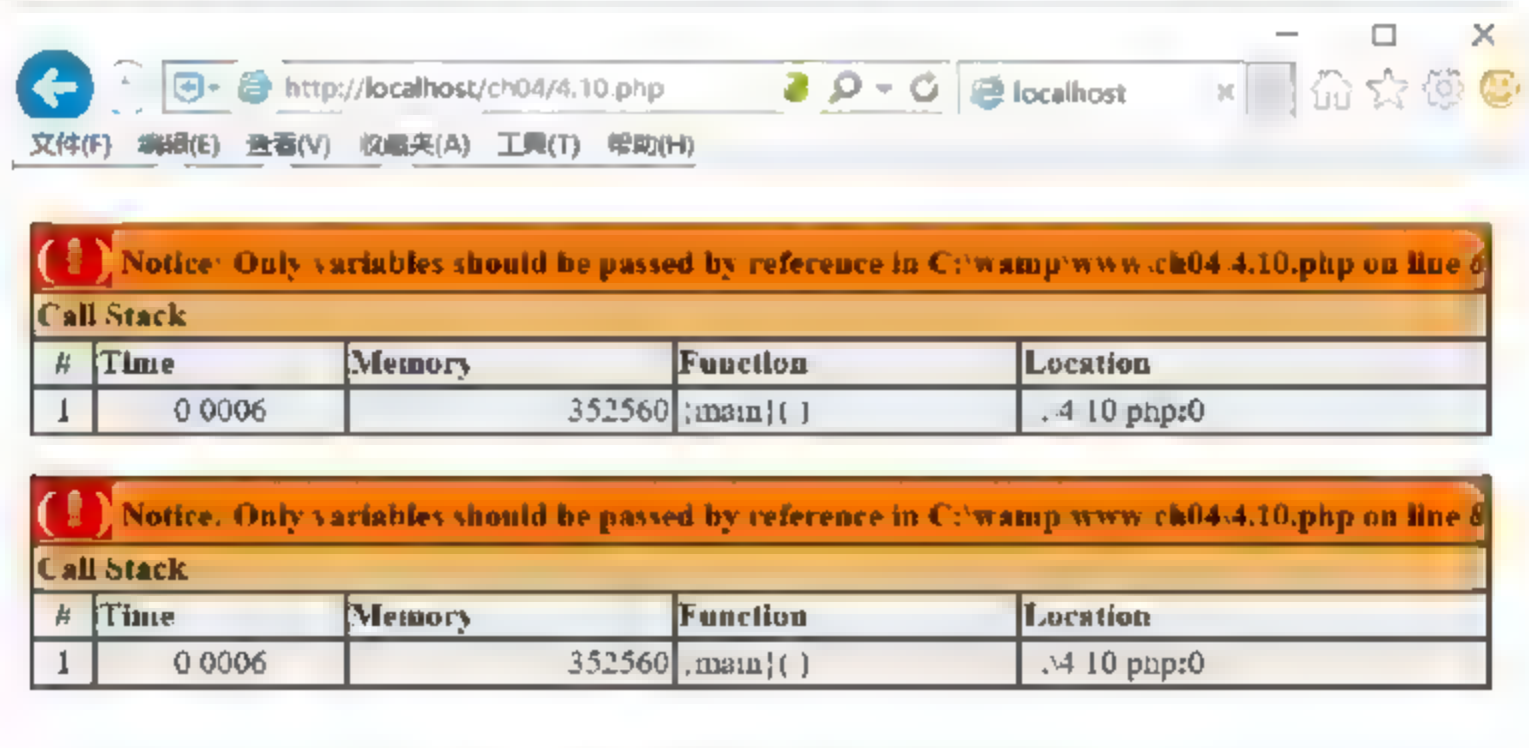 http://localhost/ch04/4.10.php localhost
文件(F) 编辑(E) 查看(V) 收藏夹(A) 工具(T) 帮助(H)
( ! ) Notice: Only variables should be passed by reference in C:\wamp\www\ch04\4.10.php on line
Call Stack
# Time Memory Function Location
1 0.0006 352560 {main}( ) ..\4.10.php:0
( ! ) Notice: Only variables should be passed by reference in C:\wamp\www\ch04\4.10.php on line
Call Stack
# Time Memory Function Location
1 0.0006 352560 {main}( ) ..\4.10.php:0